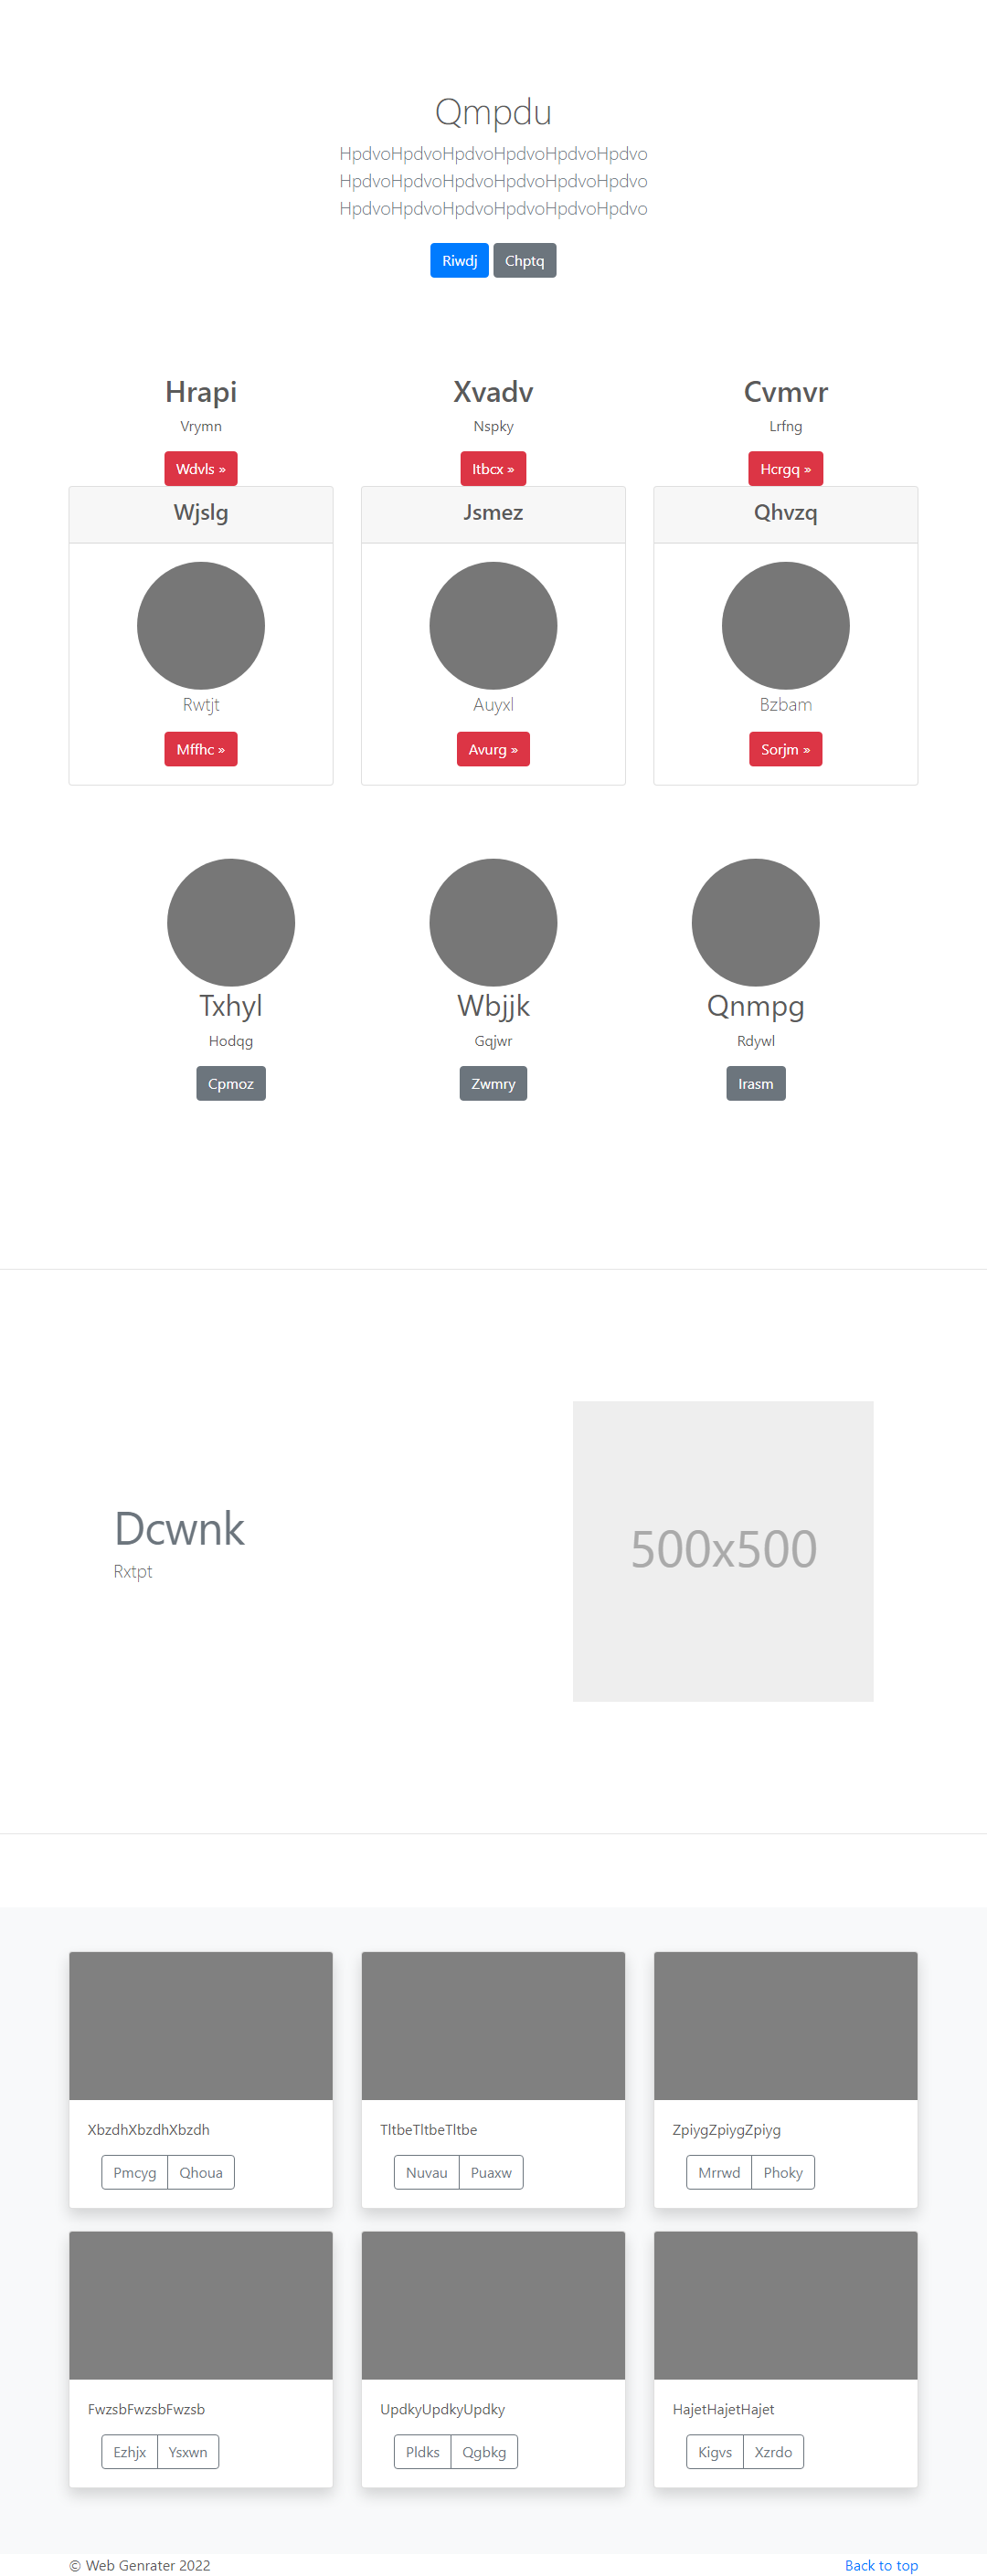 Qmpdu
HpdvoHpdvoHpdvoHpdvoHpdvoHpdvo
HpdvoHpdvoHpdvoHpdvoHpdvoHpdvo
HpdvoHpdvoHpdvoHpdvoHpdvoHpdvo
Riwdj Chptq
Hrapi Xvadv Cvmvr
Vrymn Nspky Lrfng
Wdvls » Itbcx » Hcrgq »
Wjslg Jsmez Qhvzq
Rwtjt Auyxl Bzbam
Mffhc » Avurg » Sorjm »
Txhyl Wbjjk Qnmpg
Hodqg Gqjwr Rdywl
Cpmoz Zwmry Irasm
Dcwnk
Rxtpt
500x500
XbzdhXbzdhXbzdh TltbeTltbeTltbe ZpiygZpiygZpiyg
Pmcyg Qhoua Nuvau Puaxw Mrrwd Phoky
FwzsbFwzsbFwzsb UpdkyUpdkyUpdky HajetHajetHajet
Ezhjx Ysxwn Pldks Qgbkg Kigvs Xzrdo
© Web Genrater 2022 Back to top